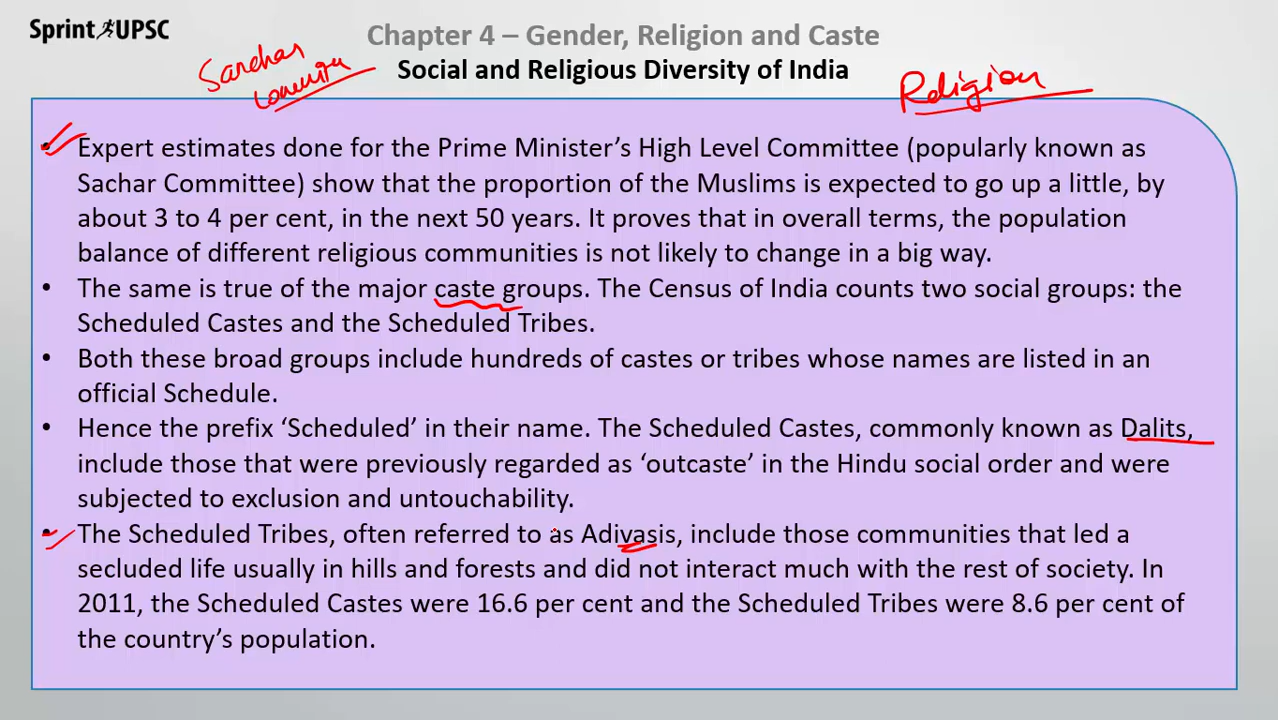 Sprint UPSC
Chapter 4 – Gender, Religion and Caste
Social and Religious Diversity of India
Sachar
Religion
• Expert estimates done for the Prime Minister's High Level Committee (popularly known as
Sachar Committee) show that the proportion of the Muslims is expected to go up a little, by
about 3 to 4 per cent, in the next 50 years. It proves that in overall terms, the population
balance of different religious communities is not likely to change in a big way.
• The same is true of the major caste groups. The Census of India counts two social groups: the
Scheduled Castes and the Scheduled Tribes.
• Both these broad groups include hundreds of castes or tribes whose names are listed in an
official Schedule.
• Hence the prefix ‘Scheduled’ in their name. The Scheduled Castes, commonly known as Dalits,
include those that were previously regarded as ‘outcaste’ in the Hindu social order and were
subjected to exclusion and untouchability.
• The Scheduled Tribes, often referred to as Adivasis, include those communities that led a
secluded life usually in hills and forests and did not interact much with the rest of society. In
2011, the Scheduled Castes were 16.6 per cent and the Scheduled Tribes were 8.6 per cent of
the country's population.